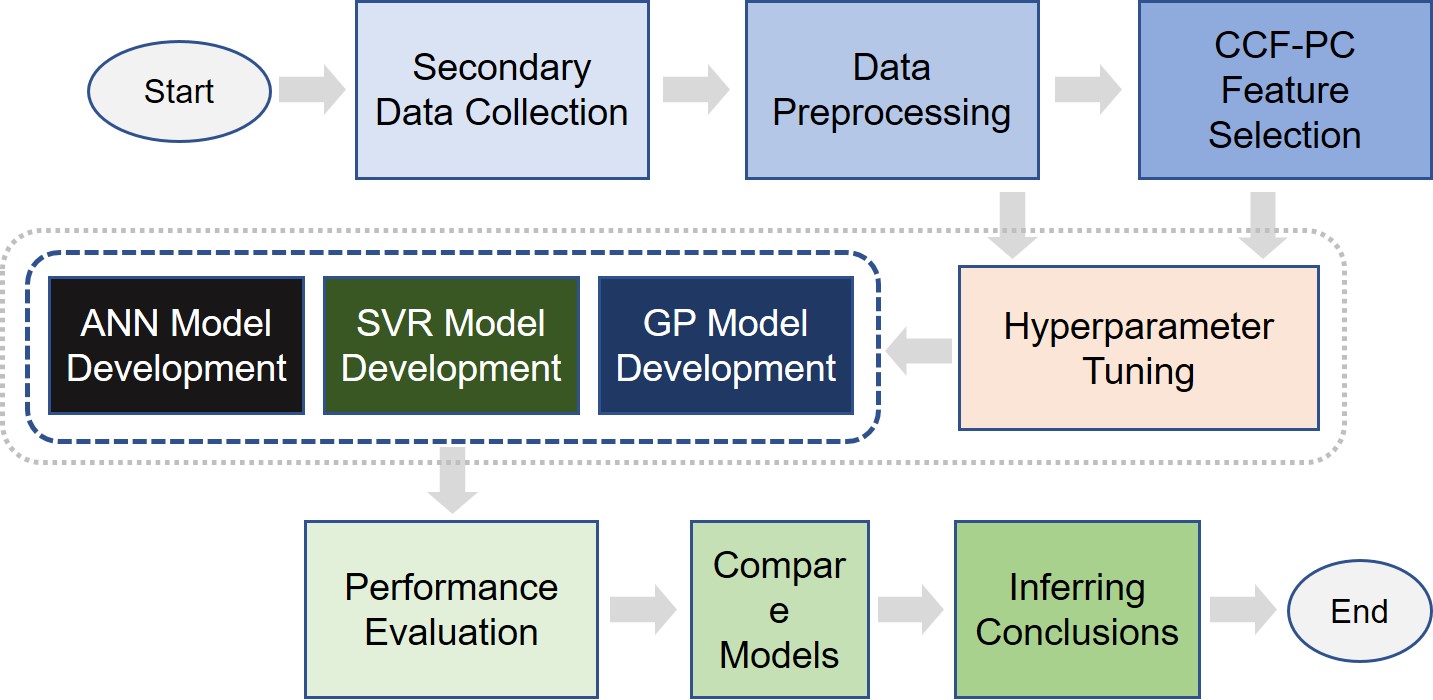 Start
Secondary
Data Collection
Data
Preprocessing
CCF-PC
Feature
Selection
ANN Model
Development
SVR Model
Development
GP Model
Development
Hyperparameter
Tuning
Performance
Evaluation
Compar
e
Models
Inferring
Conclusions
End